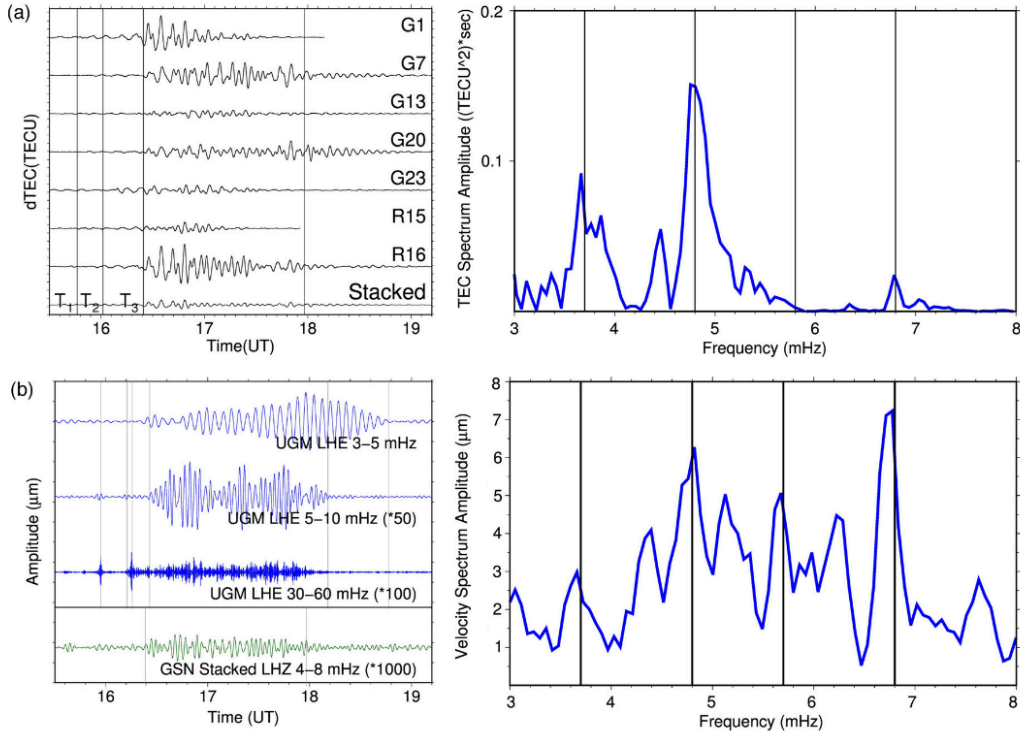 (a)
dTEC(TECU)
G1
G7
G13
G20
G23
R15
R16
Stacked
T1 T2 T3
16 17 18 19
Time(UT)
TEC Spectrum Amplitude ((TECU^2)*sec)
0.2
0.1
3 4 5 6 7 8
Frequency (mHz)
(b)
Amplitude (μm)
UGM LHE 3−5 mHz
UGM LHE 5−10 mHz (*50)
UGM LHE 30−60 mHz (*100)
GSN Stacked LHZ 4−8 mHz (*1000)
16 17 18 19
Time (UT)
Velocity Spectrum Amplitude (μm)
8
7
6
5
4
3
2
1
3 4 5 6 7 8
Frequency (mHz)